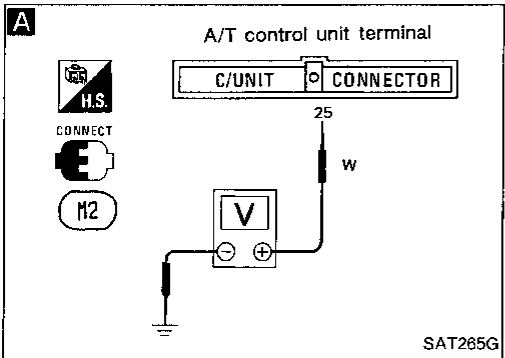 A
A/T control unit terminal
H.S.
C/UNIT CONNECTOR
CONNECT
25
W
M2
V
SAT265G